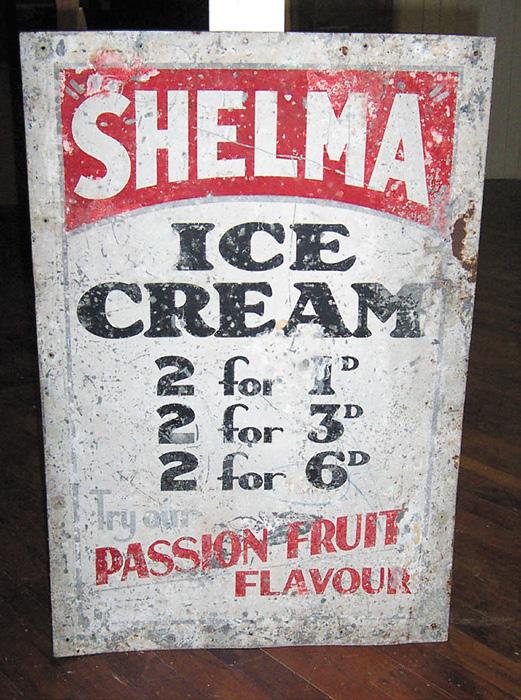 SHELMA
ICE
CREAM
2 for 1D
2 for 3D
2 for 6D
Try our
PASSION FRUIT
FLAVOUR